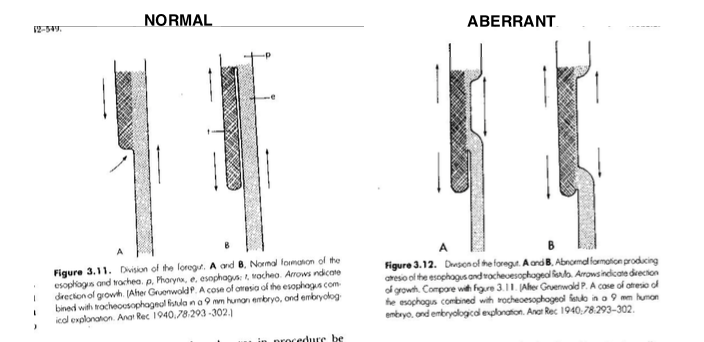 NORMAL
ABERRANT
62-549.
p
e
t
A
B
Figure 3.11. Division of the foregut. A and B, Normal formation of the
esophagus and trachea. p, Pharynx, e, esophagus; t, trachea. Arrows indicate
direction of growth. (After Gruenwald P. A case of atresia of the esophagus com-
bined with tracheoesophageal fistula in a 9 mm human embryo, and embryolog-
ical explanation. Anat Rec 1940;78:293-302.)
A
B
Figure 3.12. Division of the foregut. A and B, Abnormal formation producing
atresia of the esophagus and tracheoesophageal fistula. Arrows indicate direction
of growth. Compare with Figure 3.11. (After Gruenwald P. A case of atresia of
the esophagus combined with tracheoesophageal fistula in a 9 mm human
embryo, and embryological explanation. Anat Rec 1940;78:293-302.
in procedure be